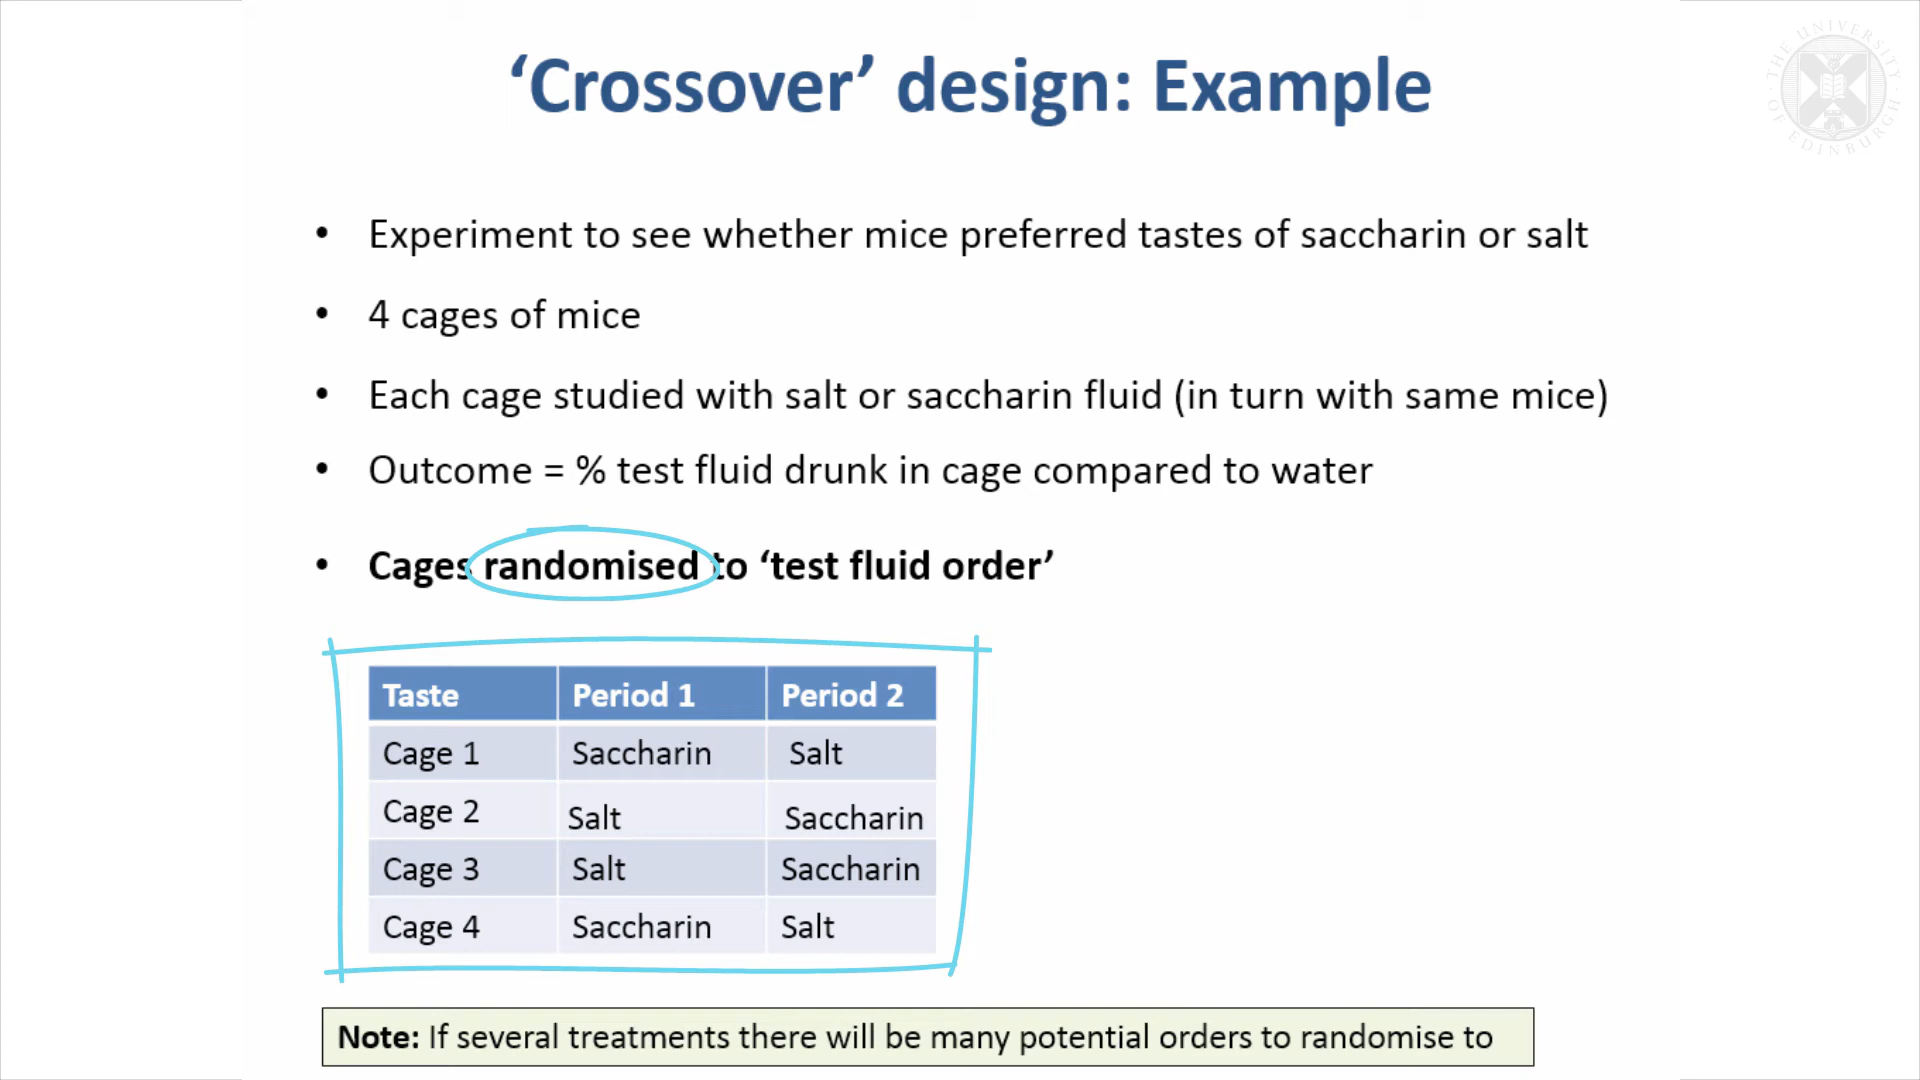 ‘Crossover’ design: Example
THE UNIVERSITY OF EDINBURGH
• Experiment to see whether mice preferred tastes of saccharin or salt
• 4 cages of mice
• Each cage studied with salt or saccharin fluid (in turn with same mice)
• Outcome = % test fluid drunk in cage compared to water
• Cages randomised to ‘test fluid order’
Taste Period 1 Period 2
Cage 1 Saccharin Salt
Cage 2 Salt Saccharin
Cage 3 Salt Saccharin
Cage 4 Saccharin Salt
Note: If several treatments there will be many potential orders to randomise to